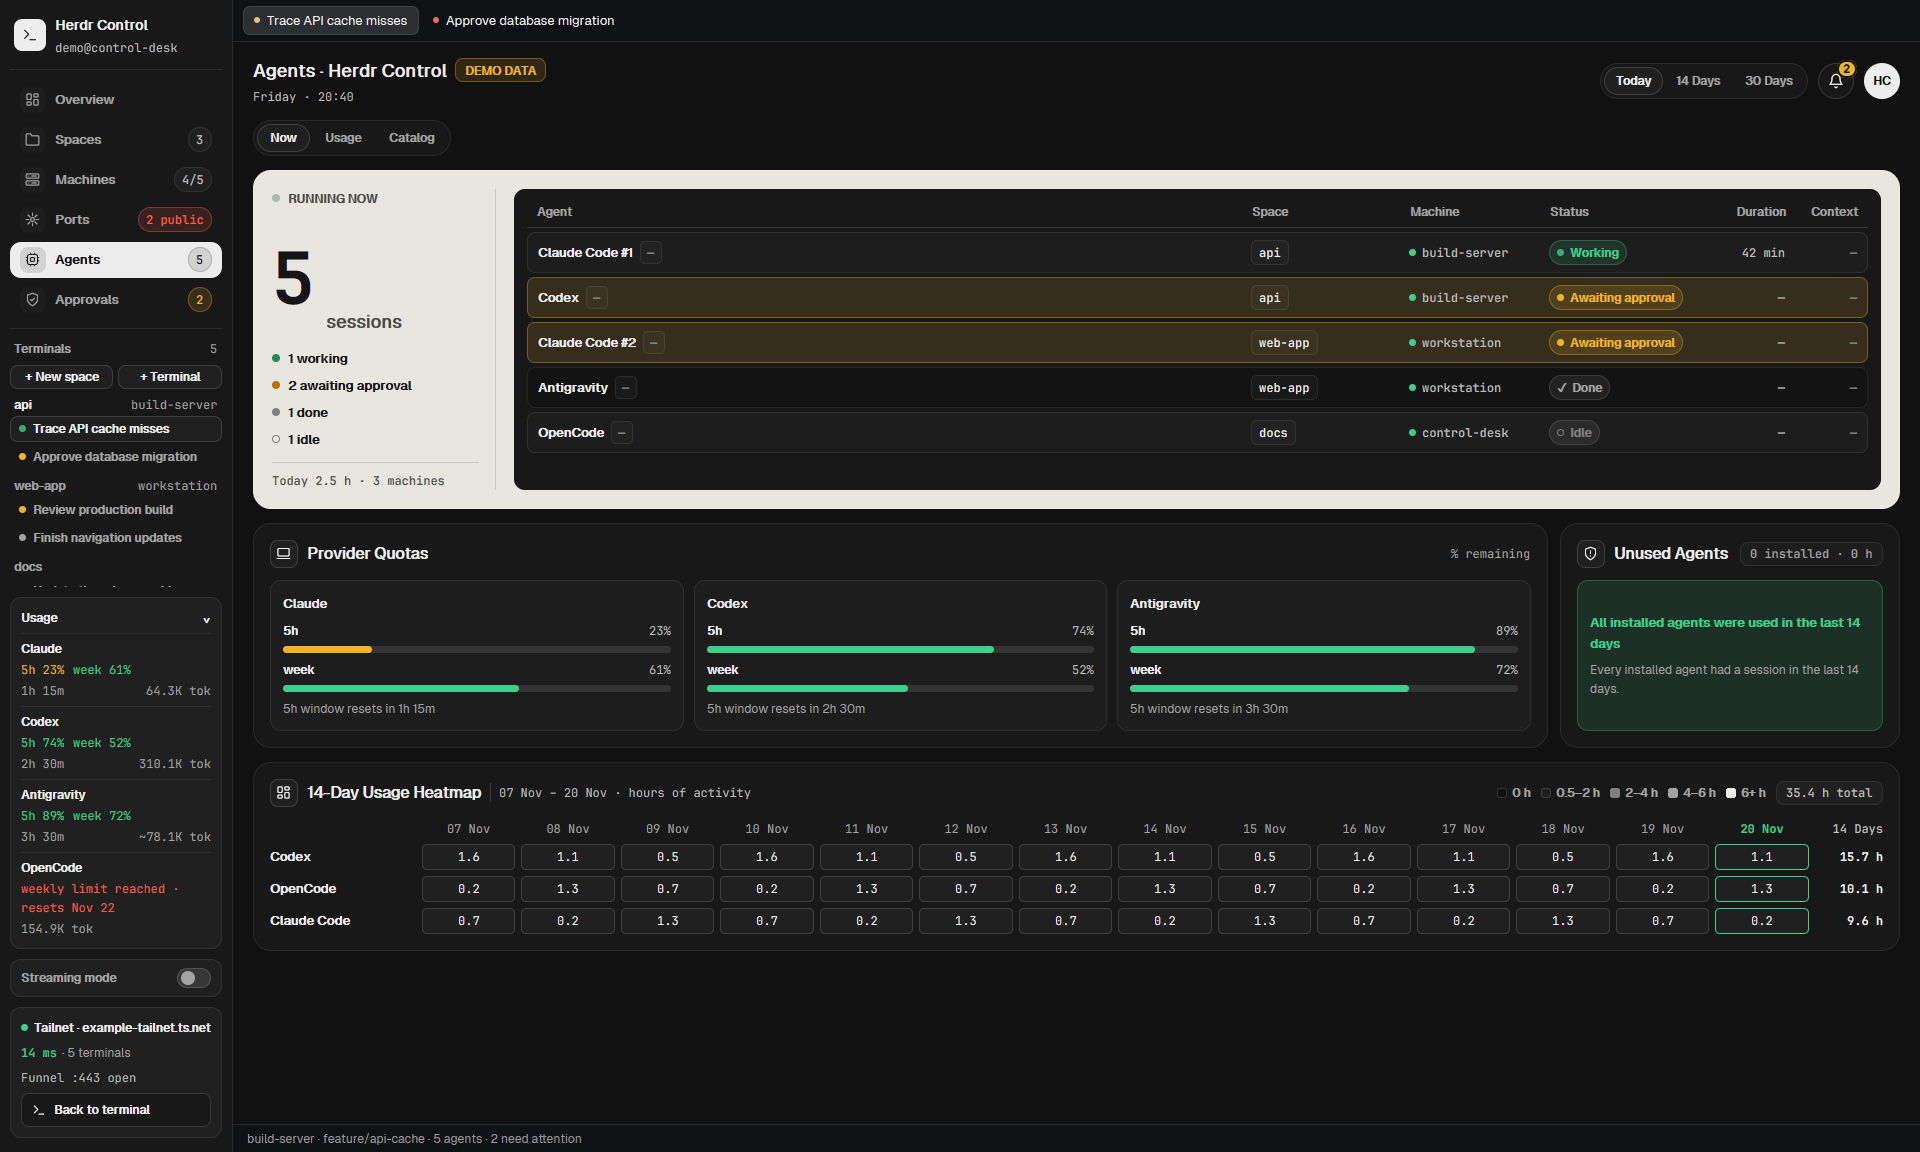 Herdr Control
demo@control-desk
Overview
Spaces 3
Machines 4/5
Ports 2 public
Agents 5
Approvals 2
Terminals 5
+ New space + Terminal
api build-server
Trace API cache misses
Approve database migration
web-app workstation
Review production build
Finish navigation updates
docs
Usage v
Claude
5h 23% week 61%
1h 15m 64.3K tok
Codex
5h 74% week 52%
2h 30m 310.1K tok
Antigravity
5h 89% week 72%
3h 30m ~78.1K tok
OpenCode
weekly limit reached ·
resets Nov 22
154.9K tok
Streaming mode
Tailnet · example-tailnet.ts.net
14 ms · 5 terminals
Funnel :443 open
Back to terminal
Trace API cache misses Approve database migration
Agents · Herdr Control DEMO DATA
Friday · 20:40
Today 14 Days 30 Days 2 HC
Now Usage Catalog
RUNNING NOW
5
sessions
1 working
2 awaiting approval
1 done
1 idle
Today 2.5 h · 3 machines
Agent Space Machine Status Duration Context
Claude Code #1 – api build-server Working 42 min –
Codex – api build-server Awaiting approval – –
Claude Code #2 – web-app workstation Awaiting approval – –
Antigravity – web-app workstation ✓ Done – –
OpenCode – docs control-desk Idle – –
Provider Quotas % remaining
Claude
5h 23%
week 61%
5h window resets in 1h 15m
Codex
5h 74%
week 52%
5h window resets in 2h 30m
Antigravity
5h 89%
week 72%
5h window resets in 3h 30m
Unused Agents 0 installed · 0 h
All installed agents were used in the last 14
days
Every installed agent had a session in the last 14
days.
14-Day Usage Heatmap 07 Nov – 20 Nov · hours of activity 0 h 0.5–2 h 2–4 h 4–6 h 6+ h 35.4 h total
07 Nov 08 Nov 09 Nov 10 Nov 11 Nov 12 Nov 13 Nov 14 Nov 15 Nov 16 Nov 17 Nov 18 Nov 19 Nov 20 Nov 14 Days
Codex 1.6 1.1 0.5 1.6 1.1 0.5 1.6 1.1 0.5 1.6 1.1 0.5 1.6 1.1 15.7 h
OpenCode 0.2 1.3 0.7 0.2 1.3 0.7 0.2 1.3 0.7 0.2 1.3 0.7 0.2 1.3 10.1 h
Claude Code 0.7 0.2 1.3 0.7 0.2 1.3 0.7 0.2 1.3 0.7 0.2 1.3 0.7 0.2 9.6 h
build-server · feature/api-cache · 5 agents · 2 need attention